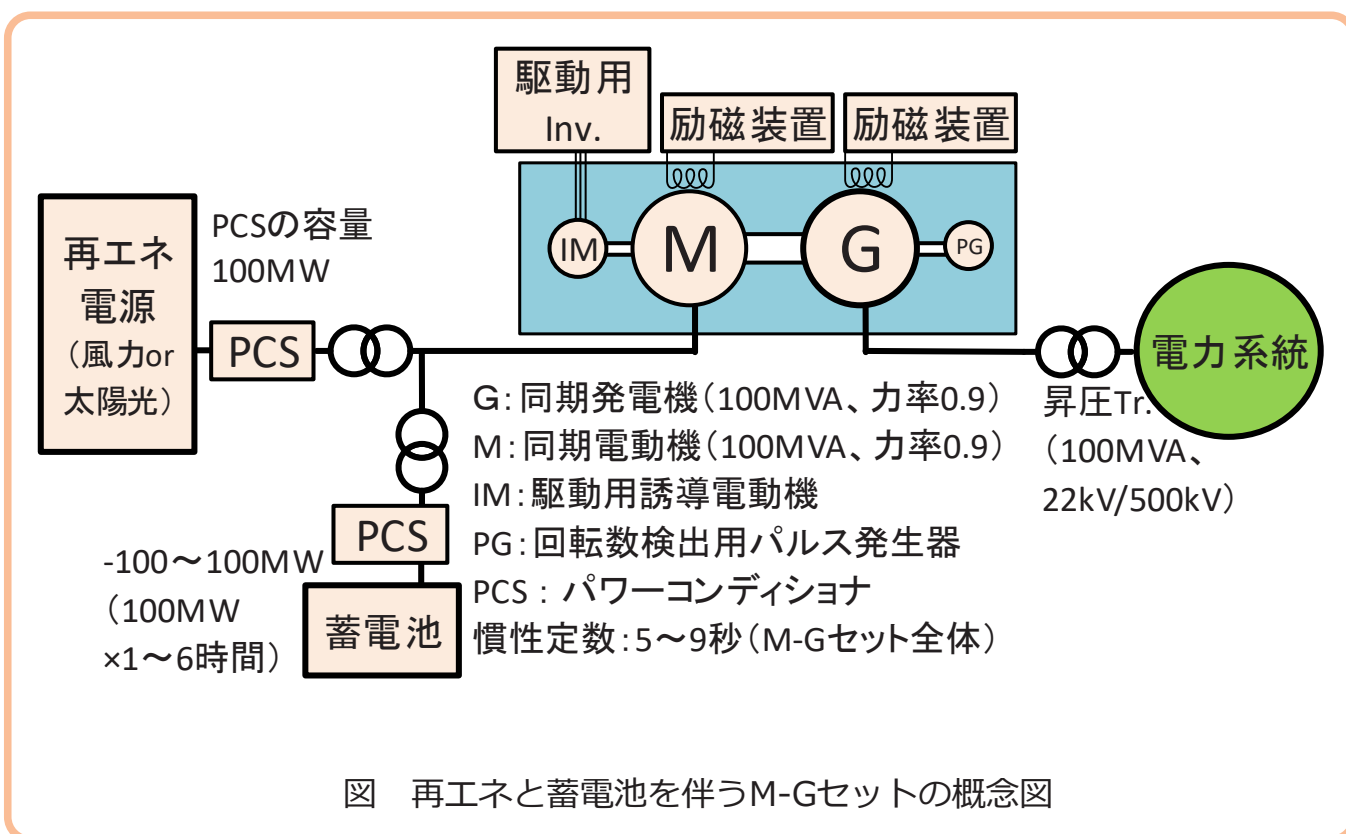 駆動用
Inv.
励磁装置
励磁装置
IM
M
G
PG
再エネ
電源
（風力or
太陽光）
PCSの容量
100MW
PCS
PCS
-100～100MW
（100MW
×1～6時間）
蓄電池
G：同期発電機（100MVA、力率0.9）
M：同期電動機（100MVA、力率0.9）
IM：駆動用誘導電動機
PG：回転数検出用パルス発生器
PCS： パワーコンディショナ
慣性定数：5～9秒（M-Gセット全体）
電力系統
昇圧Tr.
（100MVA、
22kV/500kV）
図　再エネと蓄電池を伴うM-Gセットの概念図